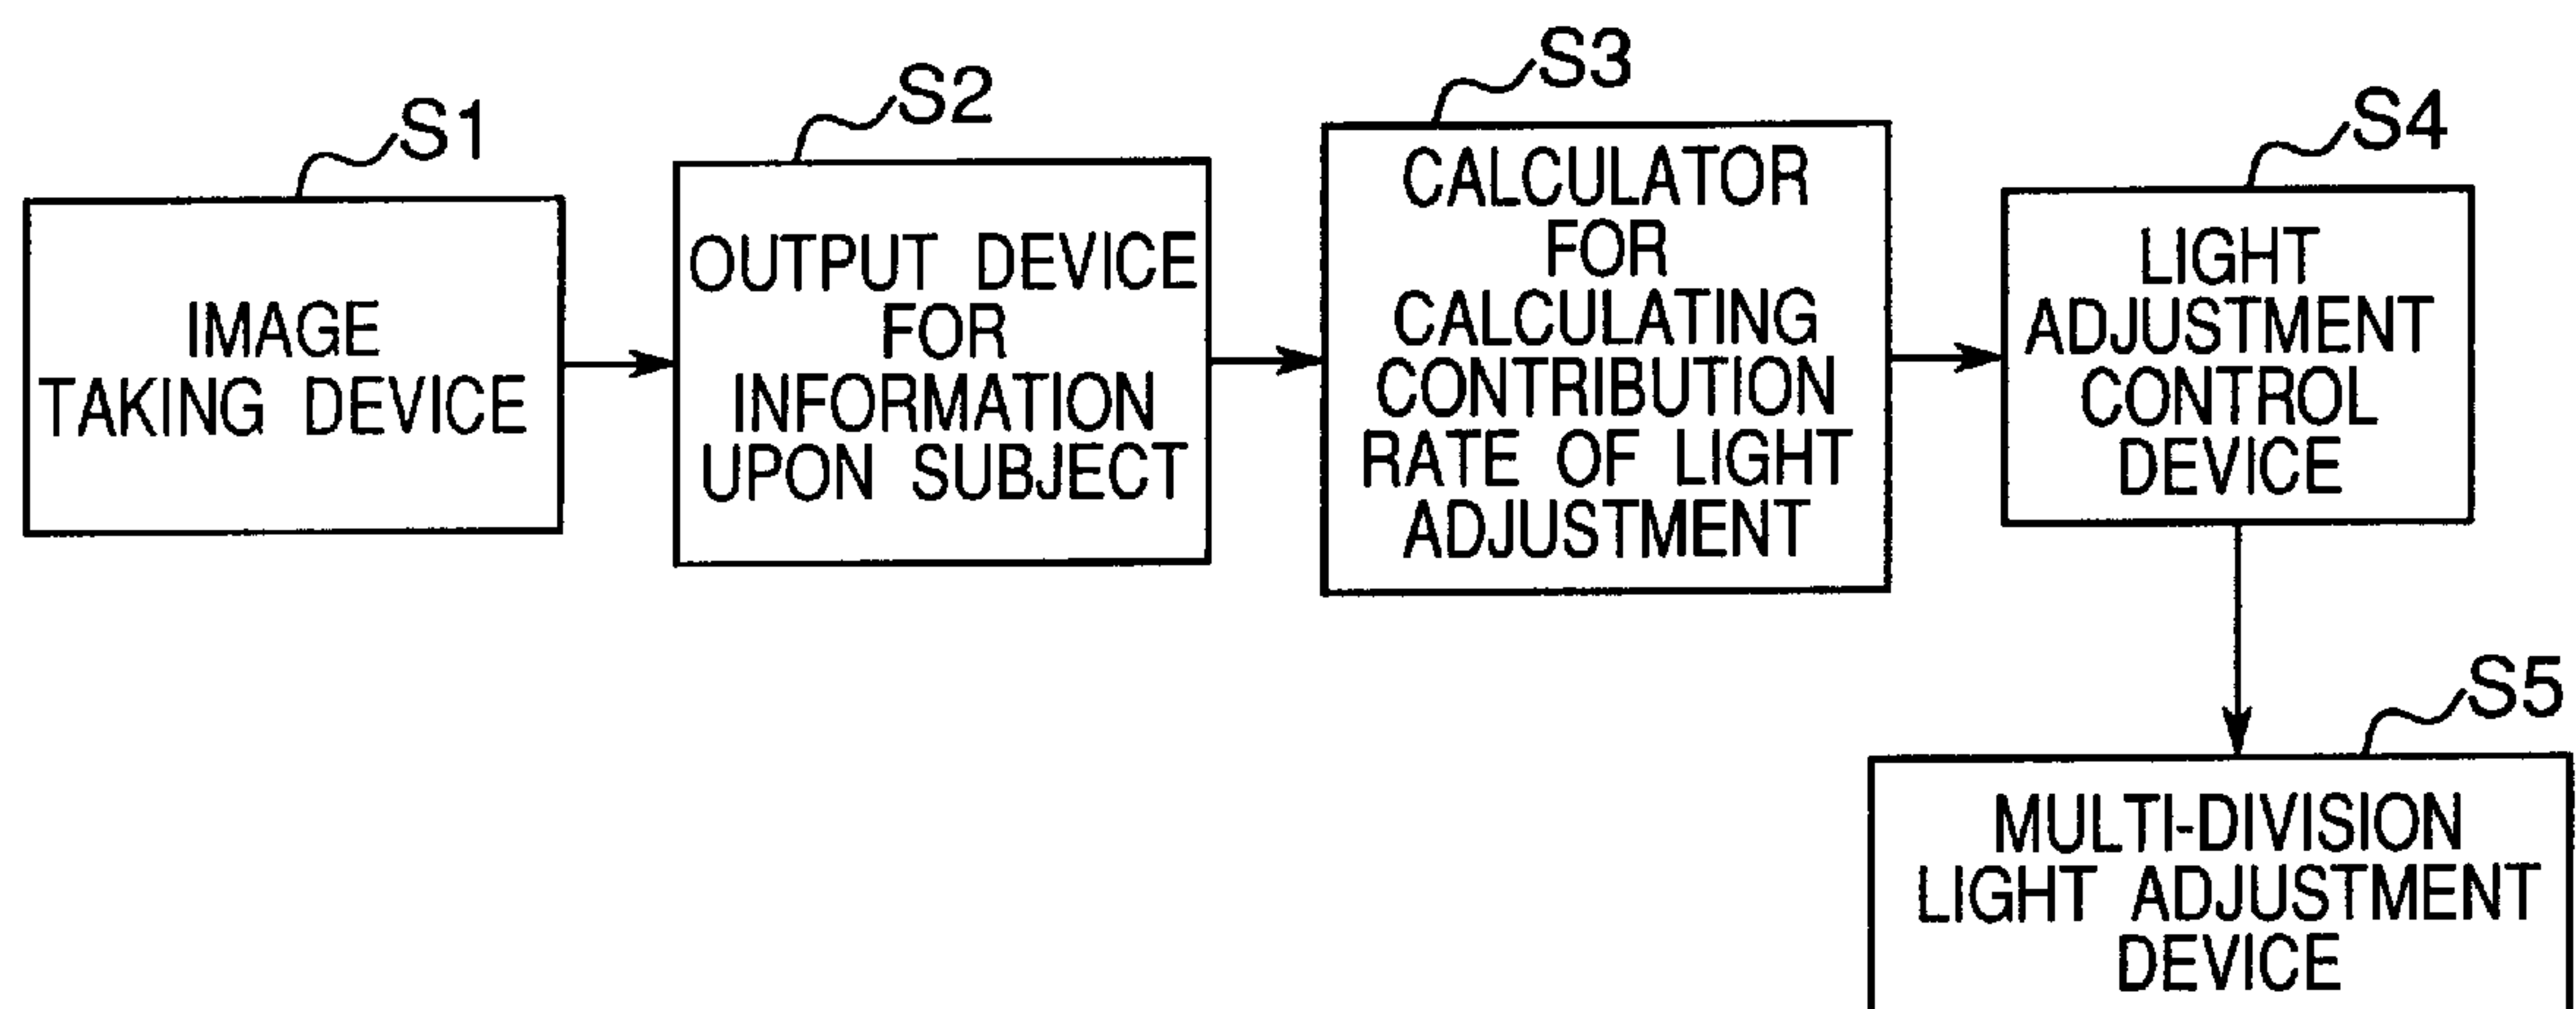 S1
IMAGE
TAKING DEVICE
S2
OUTPUT DEVICE
FOR
INFORMATION
UPON SUBJECT
S3
CALCULATOR
FOR
CALCULATING
CONTRIBUTION
RATE OF LIGHT
ADJUSTMENT
S4
LIGHT
ADJUSTMENT
CONTROL
DEVICE
S5
MULTI-DIVISION
LIGHT ADJUSTMENT
DEVICE